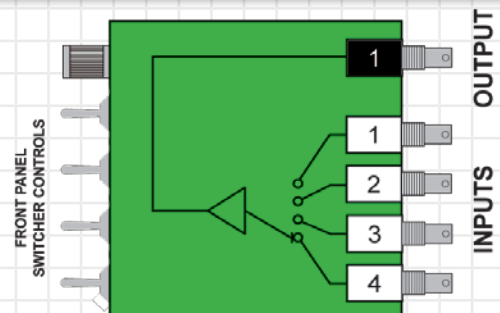 OUTPUT
1
1
2
3
4
INPUTS
FRONT PANEL
SWITCHER CONTROLS